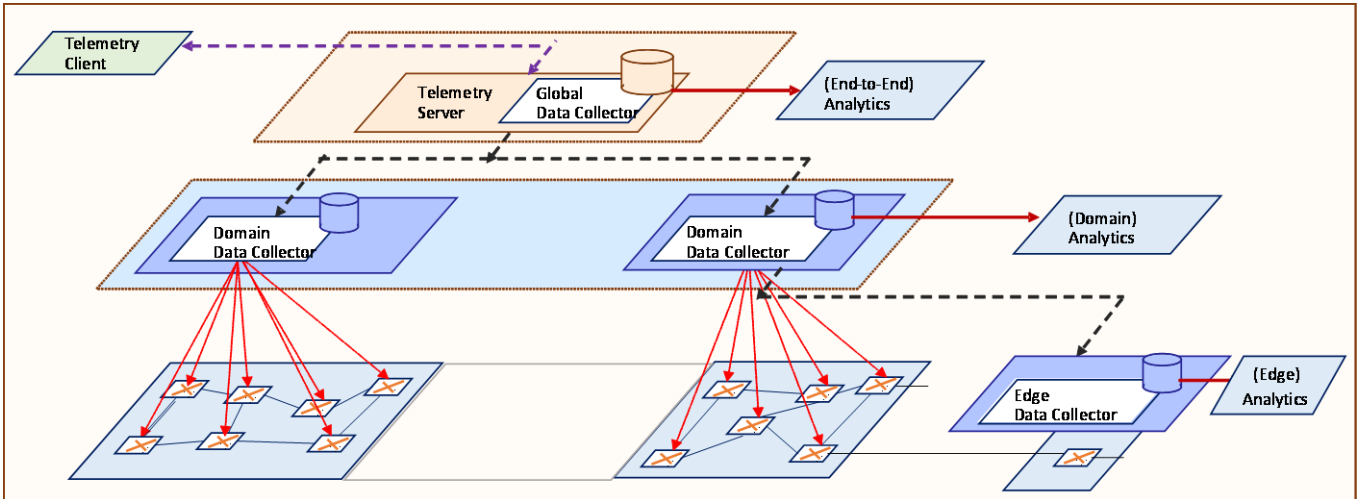 Telemetry
Client
Telemetry
Server
Global
Data Collector
(End-to-End)
Analytics
Domain
Data Collector
Domain
Data Collector
(Domain)
Analytics
Edge
Data Collector
(Edge)
Analytics